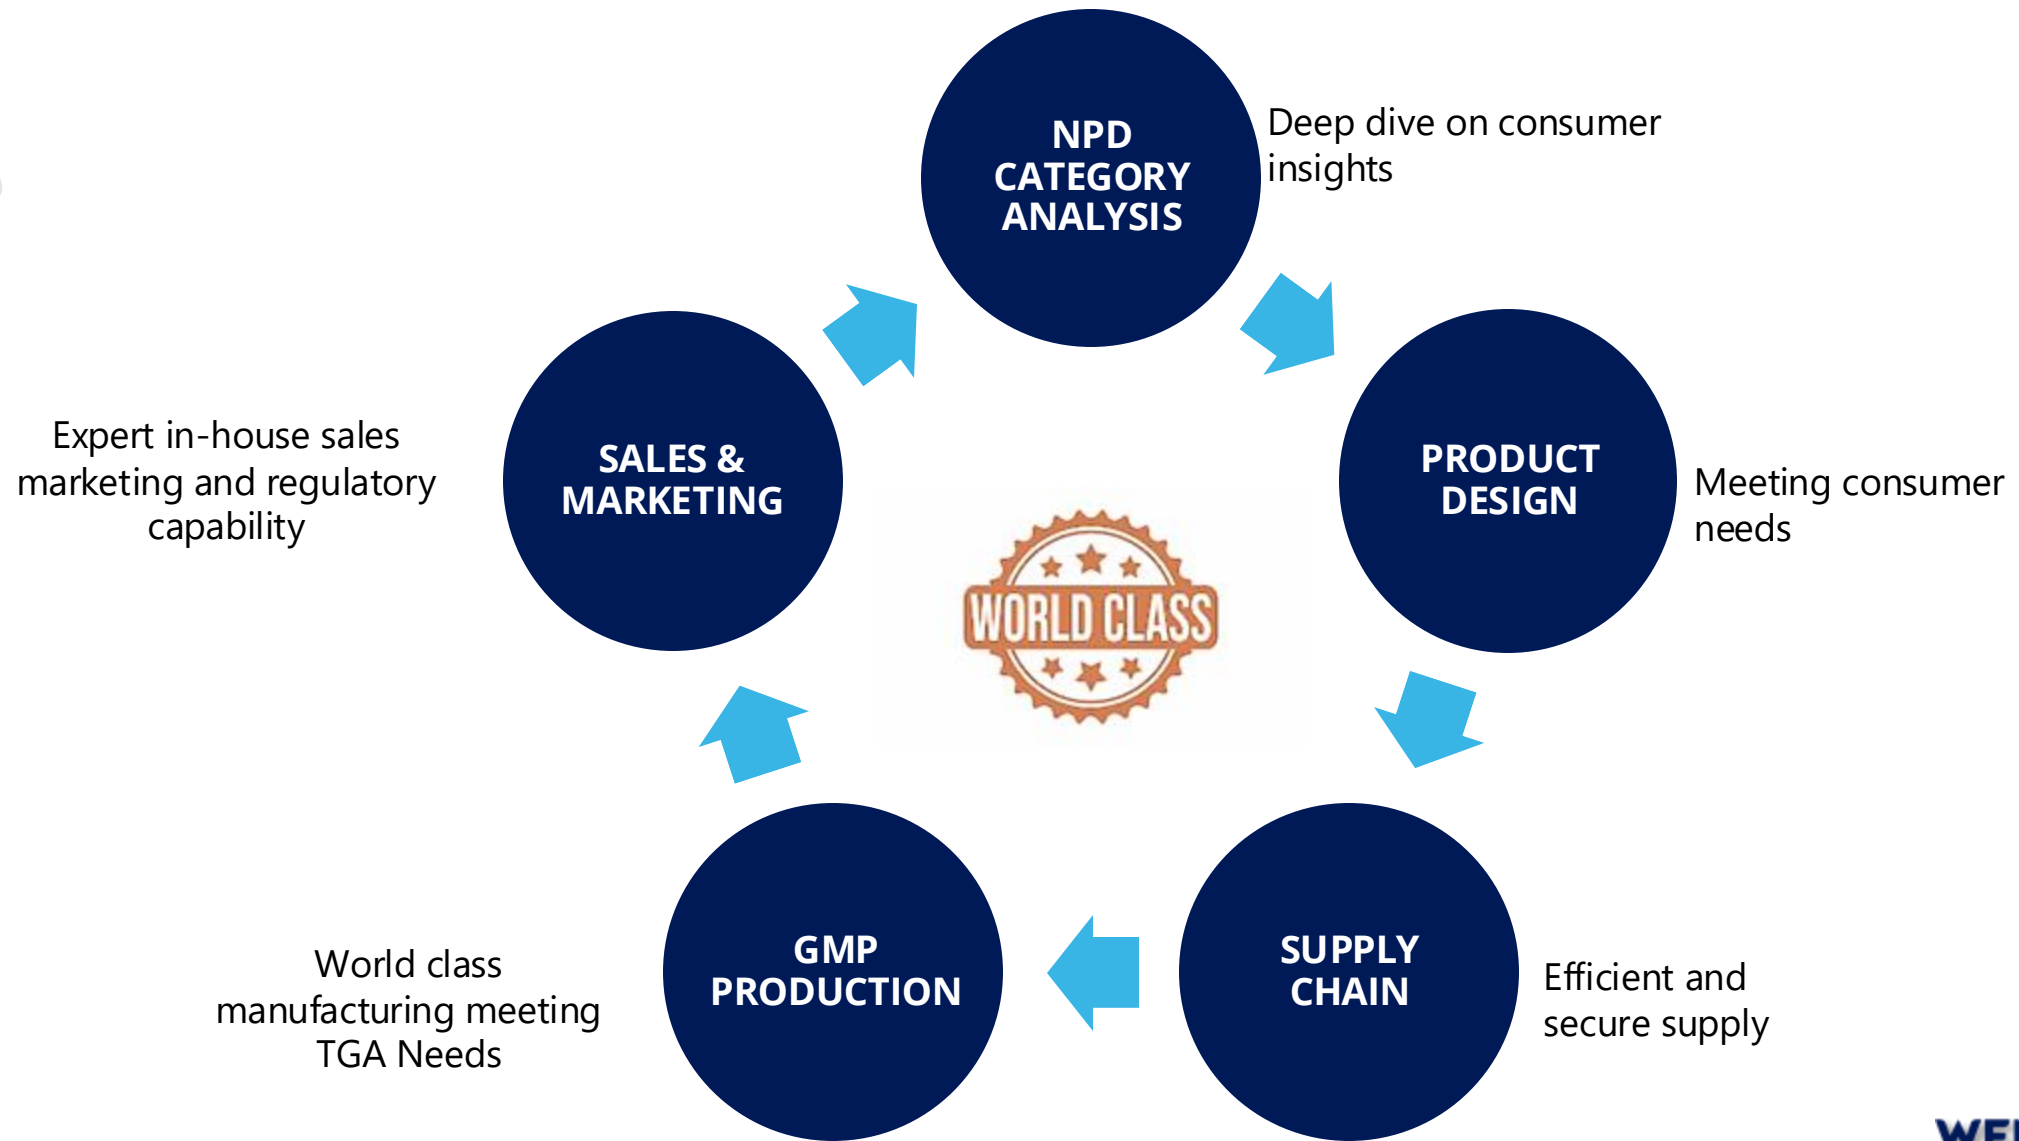 NPD
CATEGORY
ANALYSIS
Deep dive on consumer
insights
PRODUCT
DESIGN
Meeting consumer
needs
SUPPLY
CHAIN
Efficient and
secure supply
GMP
PRODUCTION
World class
manufacturing meeting
TGA Needs
SALES &
MARKETING
Expert in-house sales
marketing and regulatory
capability
WORLD CLASS